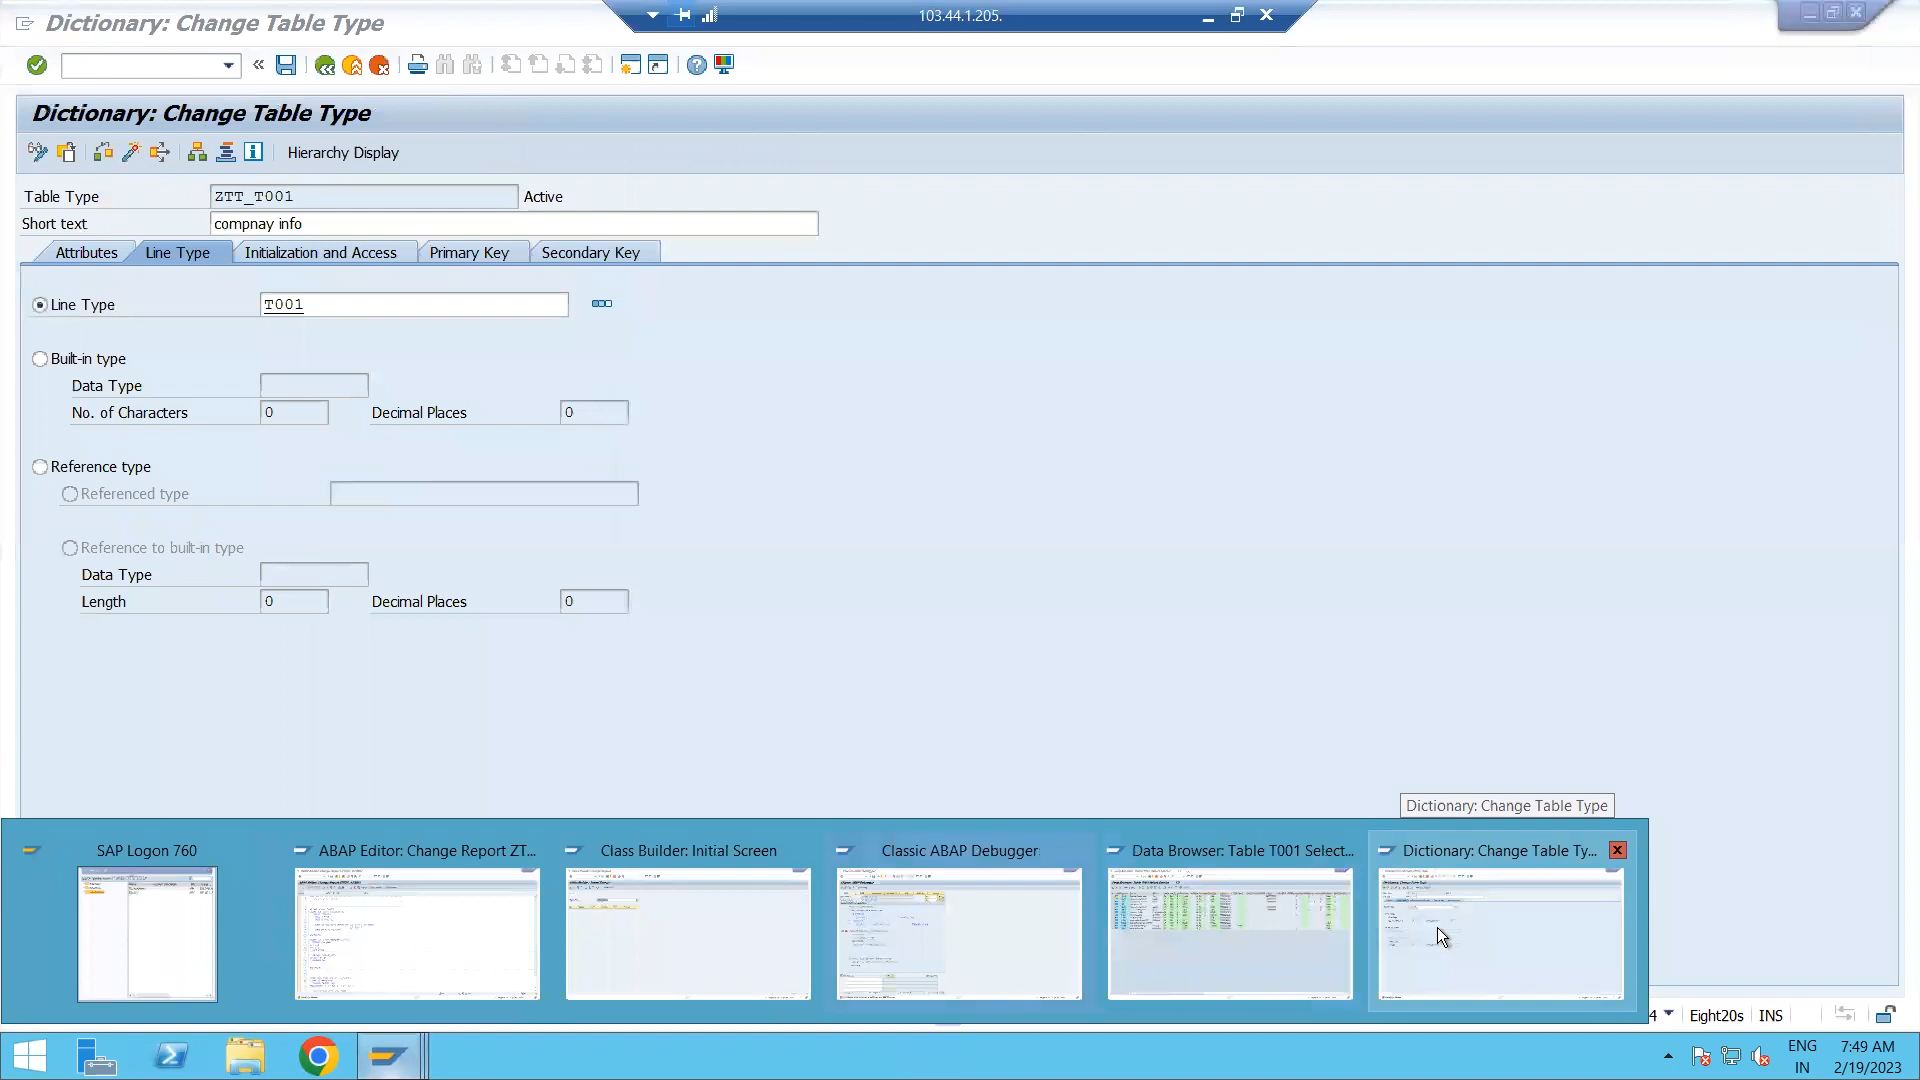 Dictionary: Change Table Type
103.44.1.205.
Dictionary: Change Table Type
Hierarchy Display
Table Type ZTT_T001 Active
Short text compnay info
Attributes Line Type Initialization and Access Primary Key Secondary Key
Line Type T001
Built-in type
Data Type
No. of Characters 0 Decimal Places 0
Reference type
Referenced type
Reference to built-in type
Data Type
Length 0 Decimal Places 0
Dictionary: Change Table Type
SAP Logon 760 ABAP Editor: Change Report ZT... Class Builder: Initial Screen Classic ABAP Debugger Data Browser: Table T001 Select... Dictionary: Change Table Ty...
4 Eight20s INS
ENG 7:49 AM
IN 2/19/2023